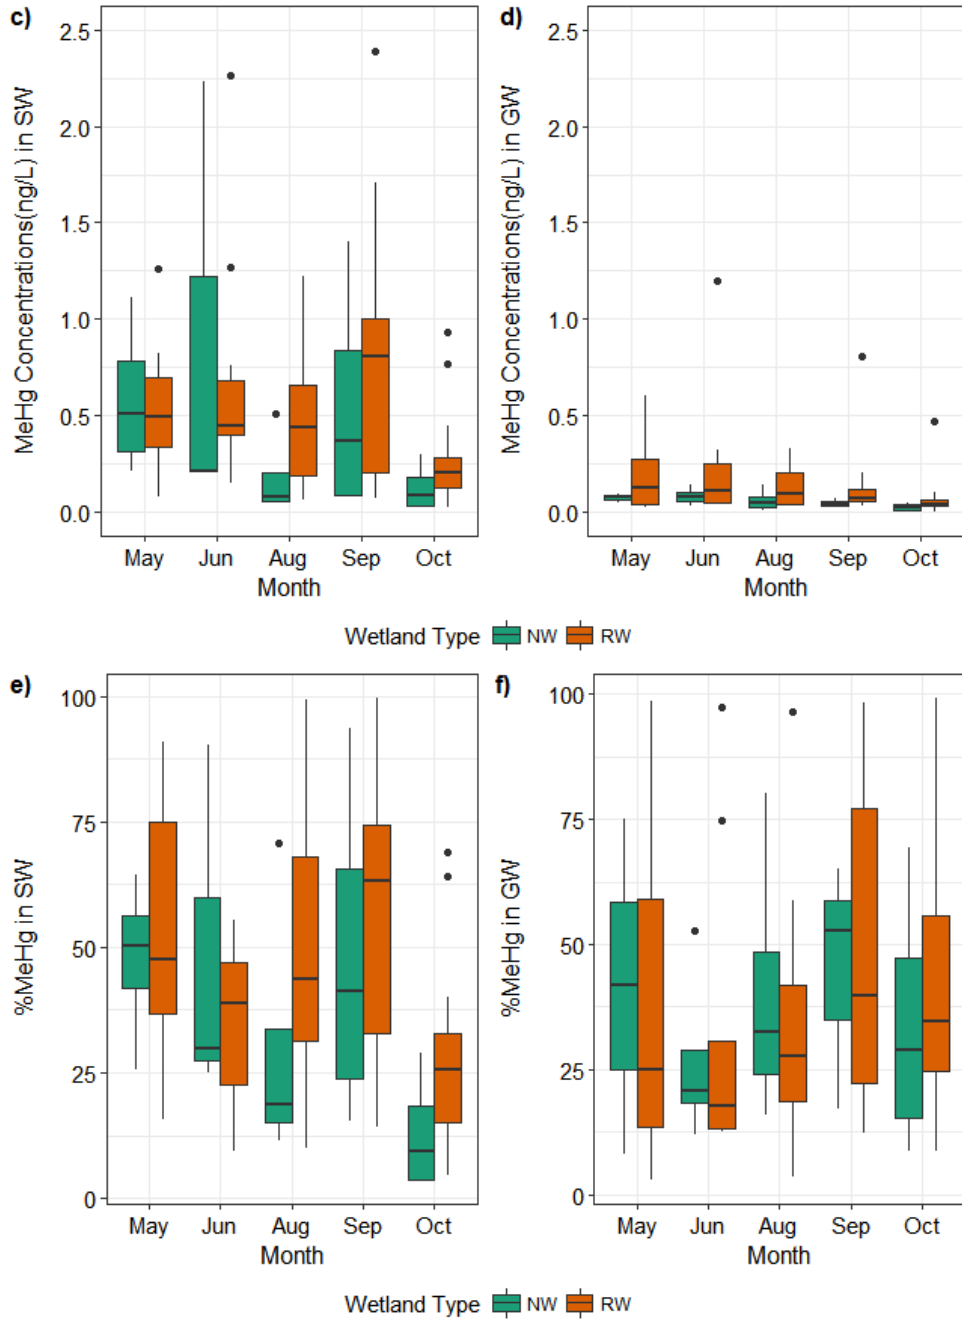 c)
MeHg Concentrations(ng/L) in SW
2.5
2.0
1.5
1.0
0.5
0.0
May Jun Aug Sep Oct
Month
d)
MeHg Concentrations(ng/L) in GW
2.5
2.0
1.5
1.0
0.5
0.0
May Jun Aug Sep Oct
Month
Wetland Type NW RW
e)
%MeHg in SW
100
75
50
25
0
May Jun Aug Sep Oct
Month
f)
%MeHg in GW
100
75
50
25
0
May Jun Aug Sep Oct
Month
Wetland Type NW RW